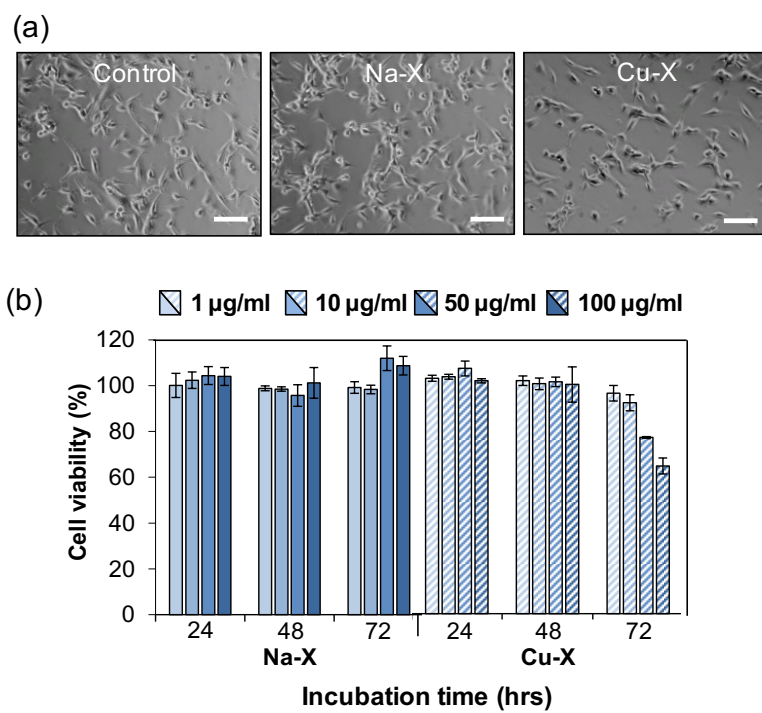 (a)
Control
Na-X
Cu-X
(b)
1 µg/ml 10 µg/ml 50 µg/ml 100 µg/ml
120
100
80
60
40
20
0
Cell viability (%)
24 48 72 24 48 72
Na-X Cu-X
Incubation time (hrs)